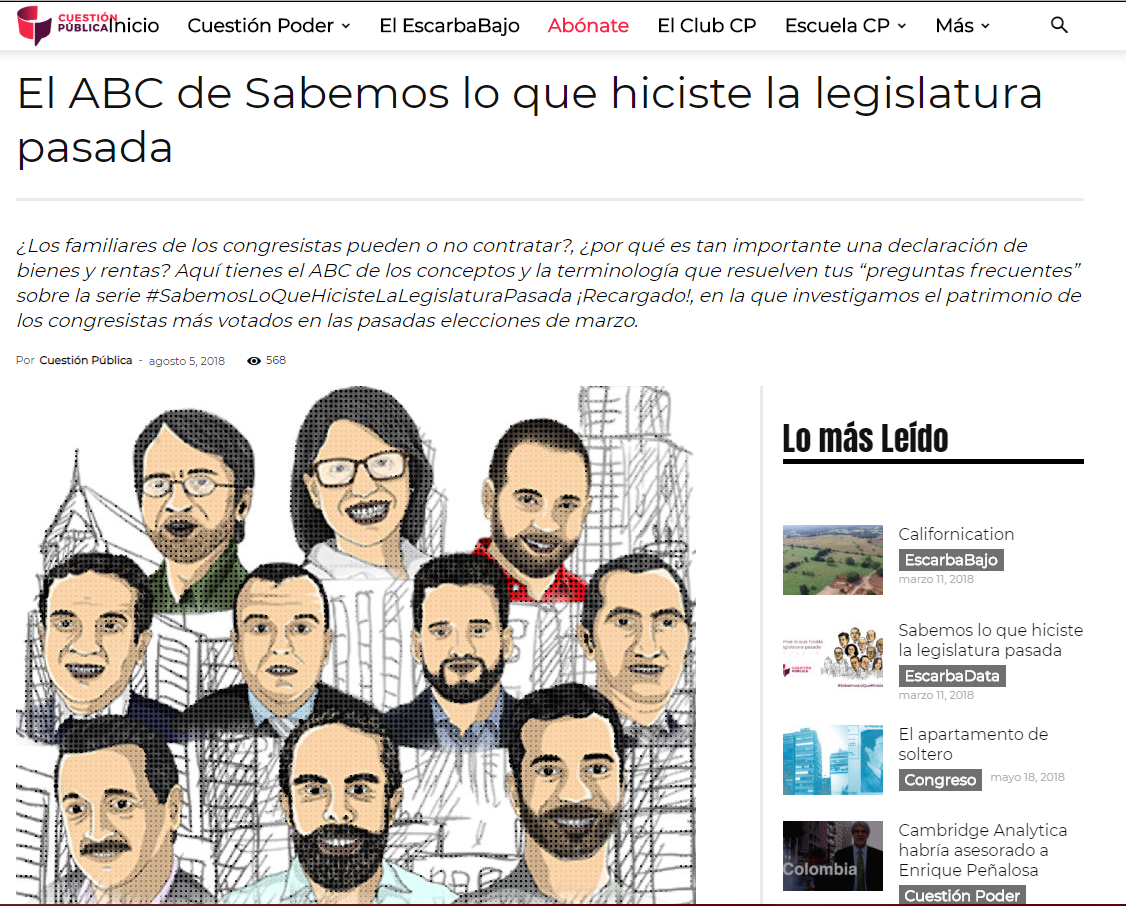 CUESTIÓN
PÚBLICA
Inicio
Cuestión Poder
El EscarbaBajo
Abónate
El Club CP
Escuela CP
Más
El ABC de Sabemos lo que hiciste la legislatura
pasada
¿Los familiares de los congresistas pueden o no contratar?, ¿por qué es tan importante una declaración de
bienes y rentas? Aquí tienes el ABC de los conceptos y la terminología que resuelven tus “preguntas frecuentes”
sobre la serie #SabemosLoQueHicisteLaLegislaturaPasada ¡Recargado!, en la que investigamos el patrimonio de
los congresistas más votados en las pasadas elecciones de marzo.
Por Cuestión Pública - agosto 5, 2018 568
Lo más Leído
Californication
EscarbaBajo
marzo 11, 2018
Sabemos lo que hiciste
la legislatura pasada
EscarbaData
marzo 11, 2018
El apartamento de
soltero
Congreso mayo 18, 2018
Colombia
Cambridge Analytica
habría asesorado a
Enrique Peñalosa
Cuestión Poder